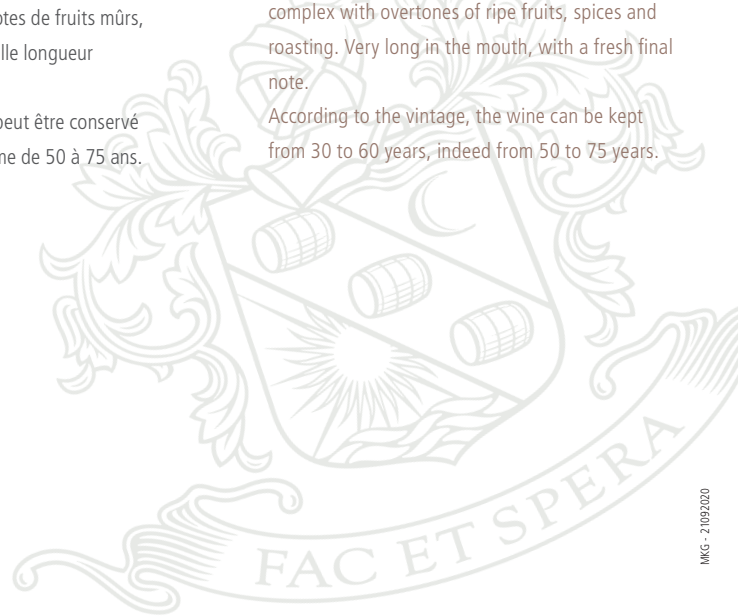 otes de fruits mûrs,
elle longueur
peut être conservé
me de 50 à 75 ans.
complex with overtones of ripe fruits, spices and
roasting. Very long in the mouth, with a fresh final
note.
According to the vintage, the wine can be kept
from 30 to 60 years, indeed from 50 to 75 years.
FAC ET SPERA
MKG - 21092020